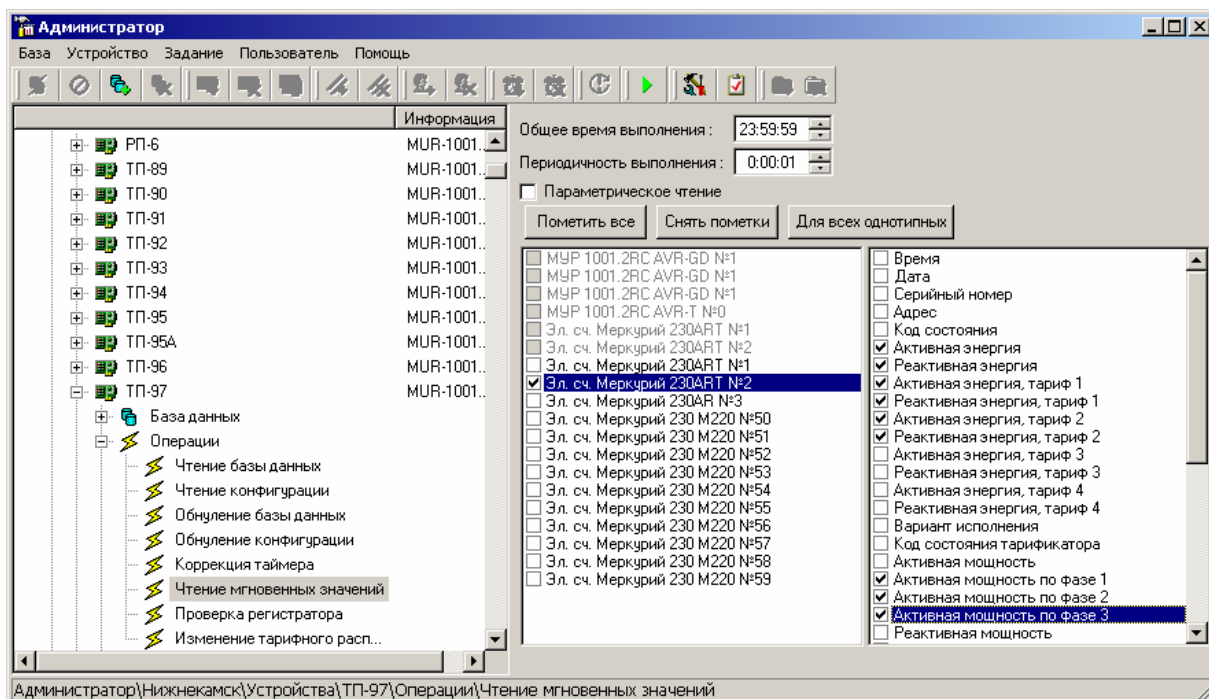 Администратор
База Устройство Задание Пользователь Помощь
Информация
РП-6 MUR-1001..
ТП-89 MUR-1001..
ТП-90 MUR-1001..
ТП-91 MUR-1001..
ТП-92 MUR-1001..
ТП-93 MUR-1001..
ТП-94 MUR-1001..
ТП-95 MUR-1001..
ТП-95А MUR-1001..
ТП-96 MUR-1001..
ТП-97 MUR-1001..
База данных
Операции
Чтение базы данных
Чтение конфигурации
Обнуление базы данных
Обнуление конфигурации
Коррекция таймера
Чтение мгновенных значений
Проверка регистратора
Изменение тарифного расп...
Общее время выполнения : 23:59:59
Периодичность выполнения : 0:00:01
Параметрическое чтение
Пометить все Снять пометки Для всех однотипных
МУР 1001.2RC AVR-GD №1
МУР 1001.2RC AVR-GD №1
МУР 1001.2RC AVR-GD №1
МУР 1001.2RC AVR-T №0
Эл. сч. Меркурий 230ART №1
Эл. сч. Меркурий 230ART №2
Эл. сч. Меркурий 230ART №1
Эл. сч. Меркурий 230ART №2
Эл. сч. Меркурий 230AR №3
Эл. сч. Меркурий 230 М220 №50
Эл. сч. Меркурий 230 М220 №51
Эл. сч. Меркурий 230 М220 №52
Эл. сч. Меркурий 230 М220 №53
Эл. сч. Меркурий 230 М220 №54
Эл. сч. Меркурий 230 М220 №55
Эл. сч. Меркурий 230 М220 №56
Эл. сч. Меркурий 230 М220 №57
Эл. сч. Меркурий 230 М220 №58
Эл. сч. Меркурий 230 М220 №59
Время
Дата
Серийный номер
Адрес
Код состояния
Активная энергия
Реактивная энергия
Активная энергия, тариф 1
Реактивная энергия, тариф 1
Активная энергия, тариф 2
Реактивная энергия, тариф 2
Активная энергия, тариф 3
Реактивная энергия, тариф 3
Активная энергия, тариф 4
Реактивная энергия, тариф 4
Вариант исполнения
Код состояния тарификатора
Активная мощность
Активная мощность по фазе 1
Активная мощность по фазе 2
Активная мощность по фазе 3
Реактивная мощность
Администратор\Нижнекамск\Устройства\ТП-97\Операции\Чтение мгновенных значений